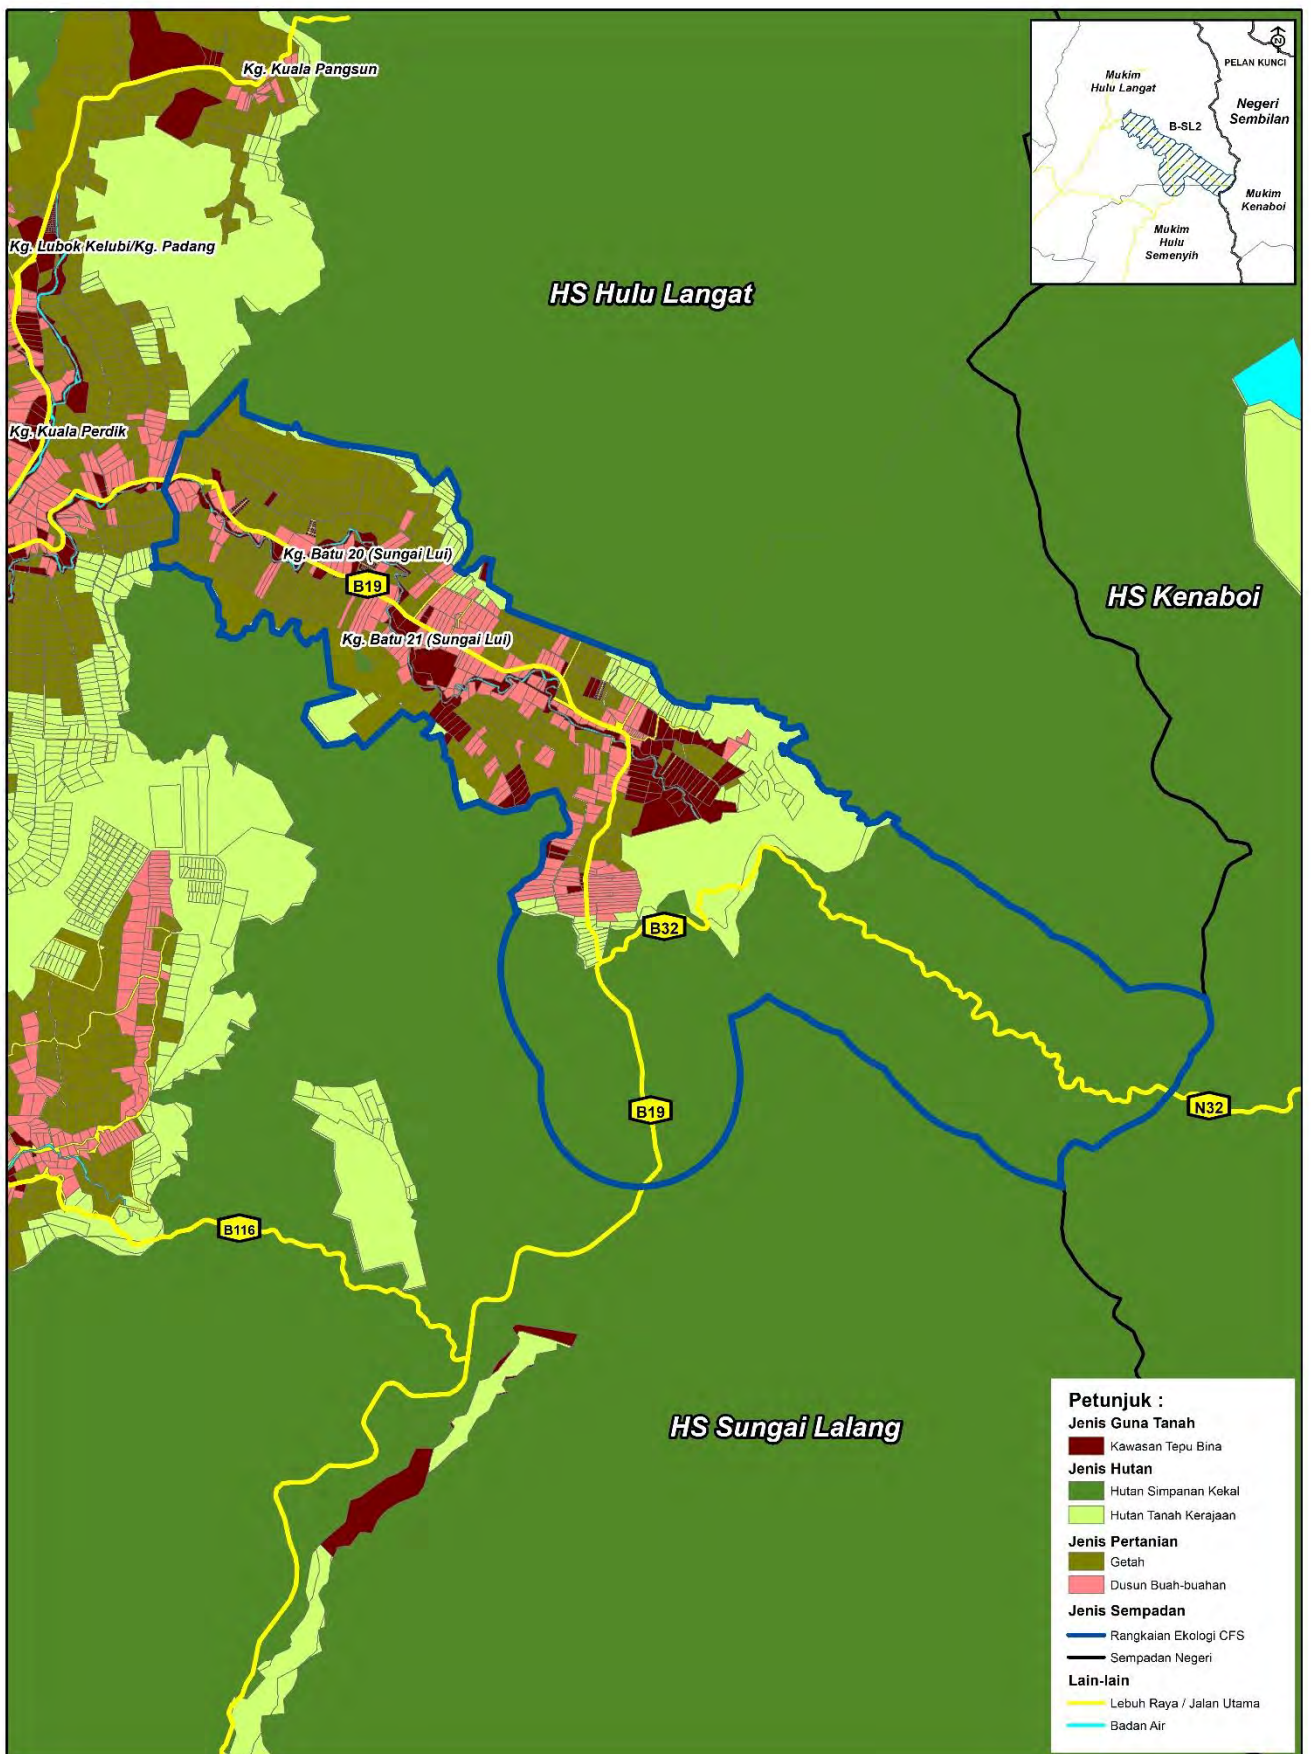 Kg. Kuala Pangsun
PELAN KUNCI
Mukim
Hulu Langat
Negeri
Sembilan
B-SL2
Mukim
Kenaboi
Mukim
Hulu
Semenyih
N
Kg. Lubok Kelubi/Kg. Padang
HS Hulu Langat
Kg. Kuala Perdik
Kg. Batu 20 (Sungai Lui)
B19
HS Kenaboi
Kg. Batu 21 (Sungai Lui)
B32
B19
N32
B116
HS Sungai Lalang
Petunjuk :
Jenis Guna Tanah
Kawasan Tepu Bina
Jenis Hutan
Hutan Simpanan Kekal
Hutan Tanah Kerajaan
Jenis Pertanian
Getah
Dusun Buah-buahan
Jenis Sempadan
Rangkaian Ekologi CFS
Sempadan Negeri
Lain-lain
Lebuh Raya / Jalan Utama
Badan Air